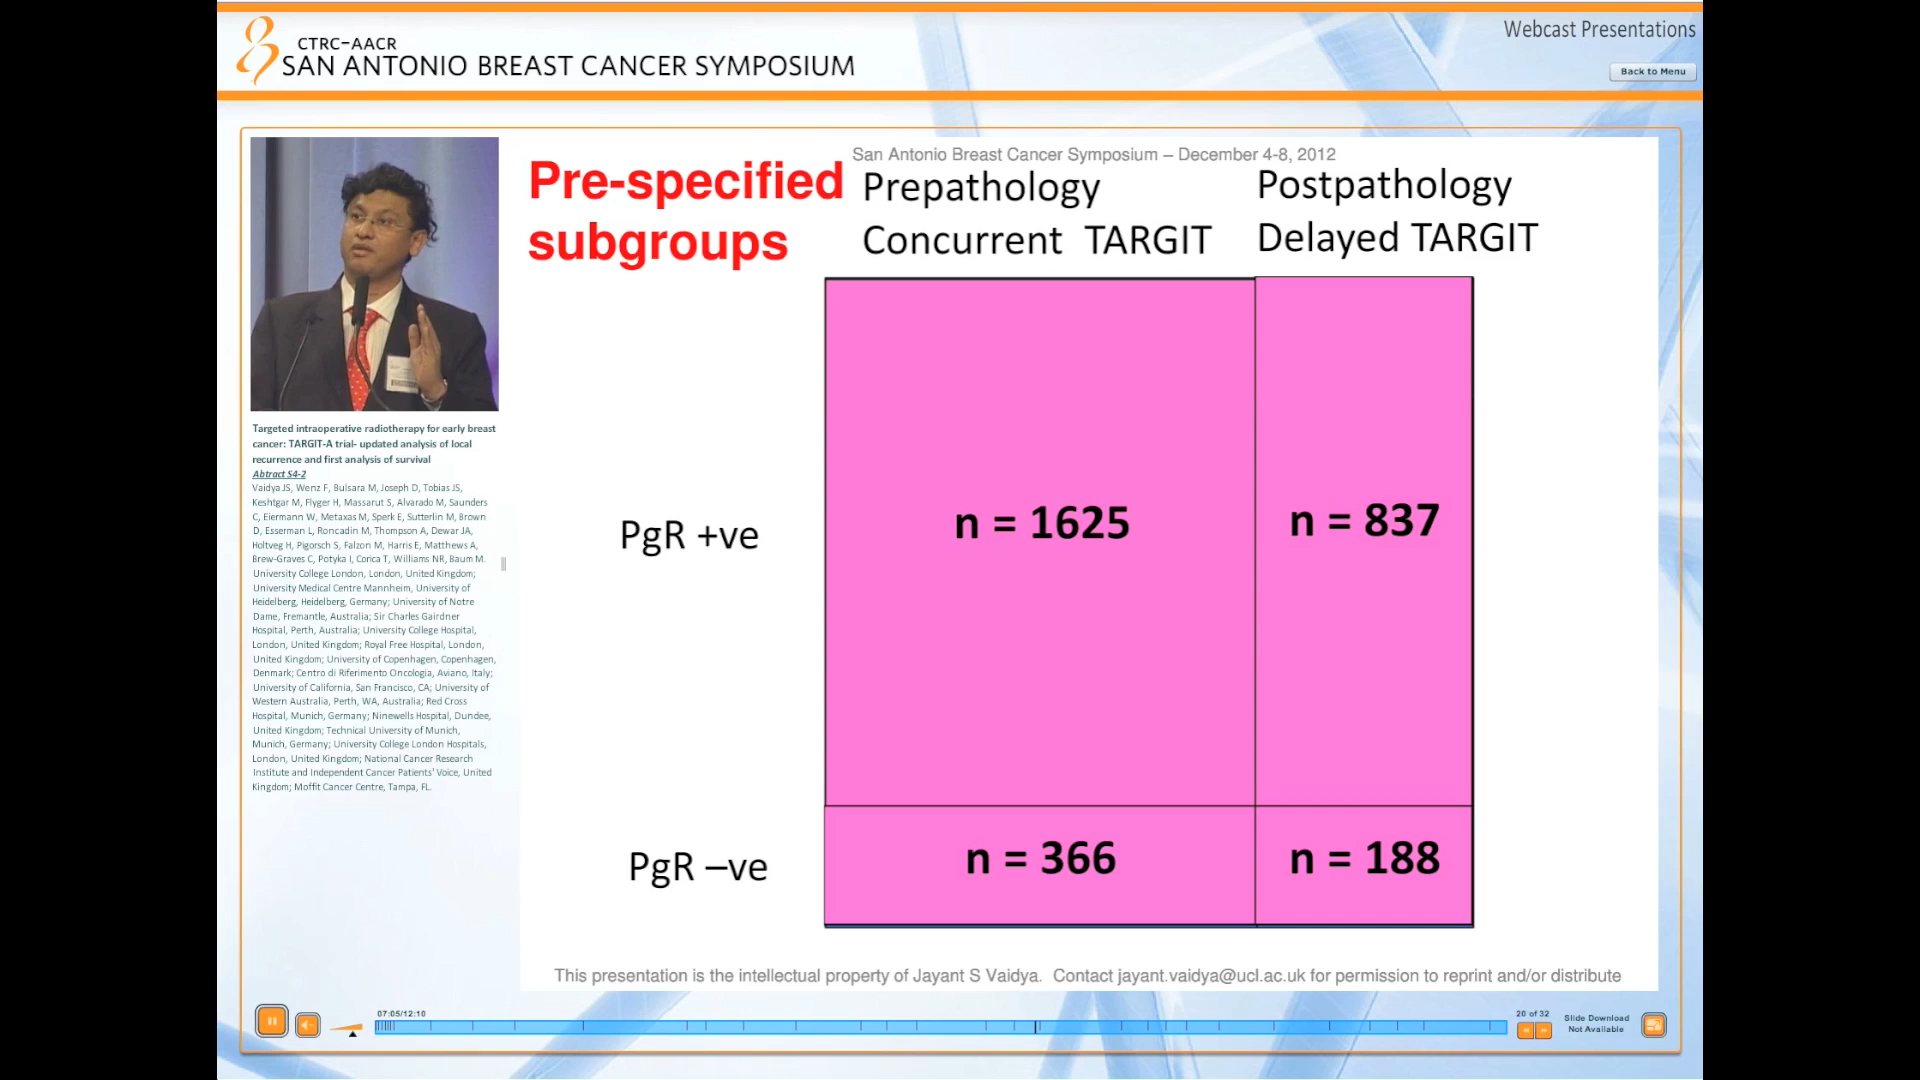 Webcast Presentations
CTRC-AACR
SAN ANTONIO BREAST CANCER SYMPOSIUM
Back to Menu
San Antonio Breast Cancer Symposium – December 4-8, 2012
Pre-specified
subgroups
Prepathology
Concurrent TARGIT
Postpathology
Delayed TARGIT
PgR +ve
n = 1625
n = 837
PgR –ve
n = 366
n = 188
This presentation is the intellectual property of Jayant S Vaidya. Contact jayant.vaidya@ucl.ac.uk for permission to reprint and/or distribute
Targeted intraoperative radiotherapy for early breast
cancer: TARGIT-A trial- updated analysis of local
recurrence and first analysis of survival
Abtract S4-2
Vaidya JS, Wenz F, Bulsara M, Joseph D, Tobias JS,
Keshtgar M, Flyger H, Massarut S, Alvarado M, Saunders
C, Eiermann W, Metaxas M, Sperk E, Sutterlin M, Brown
D, Esserman L, Roncadin M, Thompson A, Dewar JA,
Holtveg H, Pigorsch S, Falzon M, Harris E, Matthews A,
Brew-Graves C, Potyka I, Corica T, Williams NR, Baum M.
University College London, London, United Kingdom;
University Medical Centre Mannheim, University of
Heidelberg, Heidelberg, Germany; University of Notre
Dame, Fremantle, Australia; Sir Charles Gairdner
Hospital, Perth, Australia; University College Hospital,
London, United Kingdom; Royal Free Hospital, London,
United Kingdom; University of Copenhagen, Copenhagen,
Denmark; Centro di Riferimento Oncologia, Aviano, Italy;
University of California, San Francisco, CA; University of
Western Australia, Perth, WA, Australia; Red Cross
Hospital, Munich, Germany; Ninewells Hospital, Dundee,
United Kingdom; Technical University of Munich,
Munich, Germany; University College London Hospitals,
London, United Kingdom; National Cancer Research
Institute and Independent Cancer Patients' Voice, United
Kingdom; Moffit Cancer Centre, Tampa, FL.
07:05/12:10
20 of 32
Slide Download
Not Available